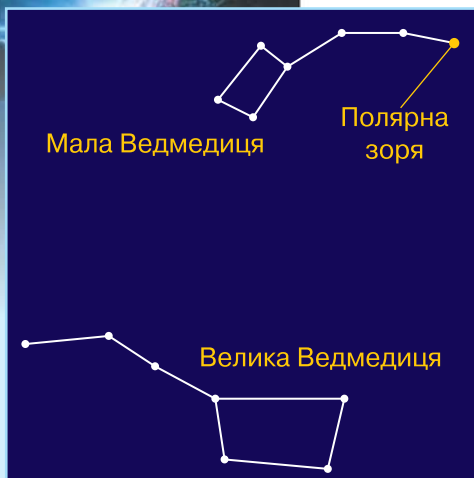 Полярна
зоря
Мала Ведмедиця
Велика Ведмедиця